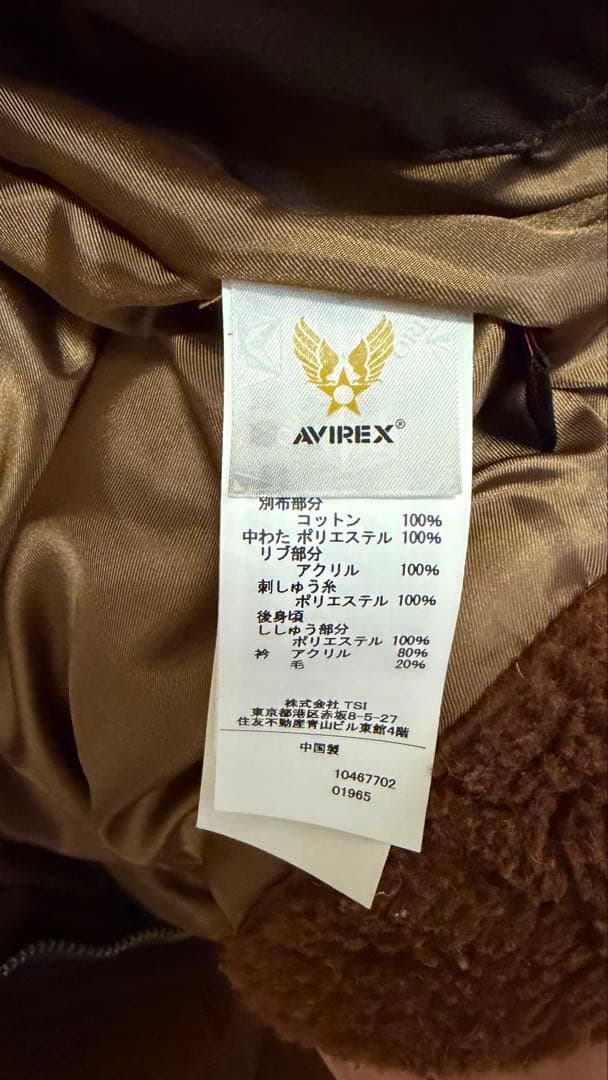 AVIREX®
別布部分
コットン 100%
中わた ポリエステル 100%
リブ部分
アクリル 100%
刺しゅう糸
ポリエステル 100%
後身頃
ししゅう部分
ポリエステル 100%
衿 アクリル 80%
毛 20%
株式会社 TSI
東京都港区赤坂8-5-27
住友不動産青山ビル東館4階
中国製
10467702
01965